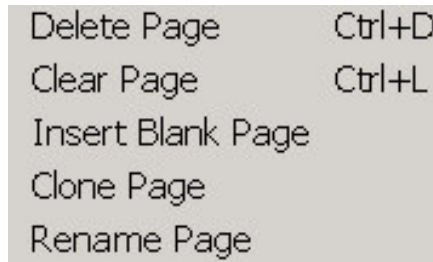 Delete Page Ctrl+D
Clear Page Ctrl+L
Insert Blank Page
Clone Page
Rename Page